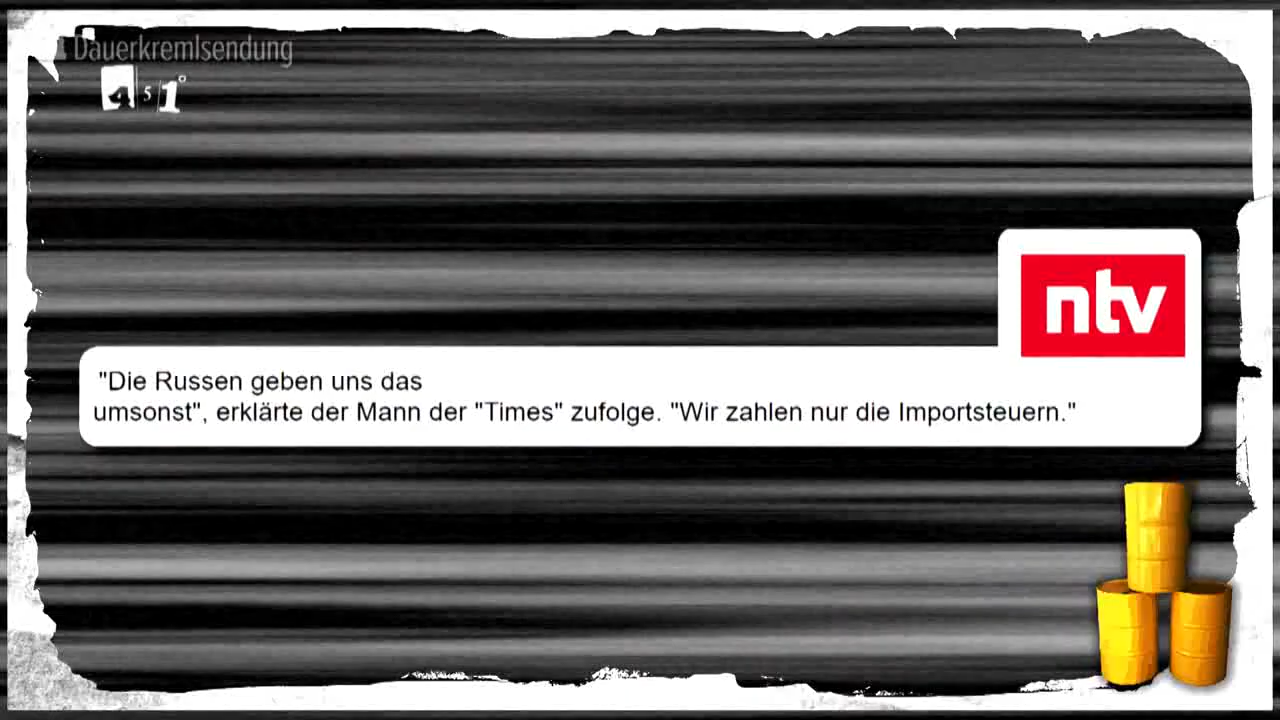 Dauerkremlsendung
451°
ntv
"Die Russen geben uns das
umsonst", erklärte der Mann der "Times" zufolge. "Wir zahlen nur die Importsteuern."